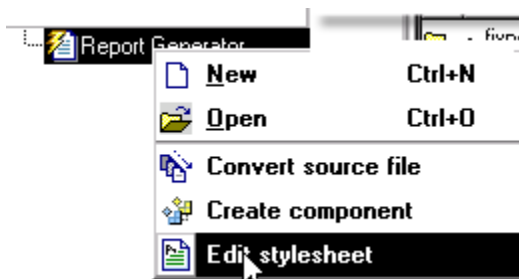 Report Generator
New Ctrl+N
Open Ctrl+O
Convert source file
Create component
Edit stylesheet